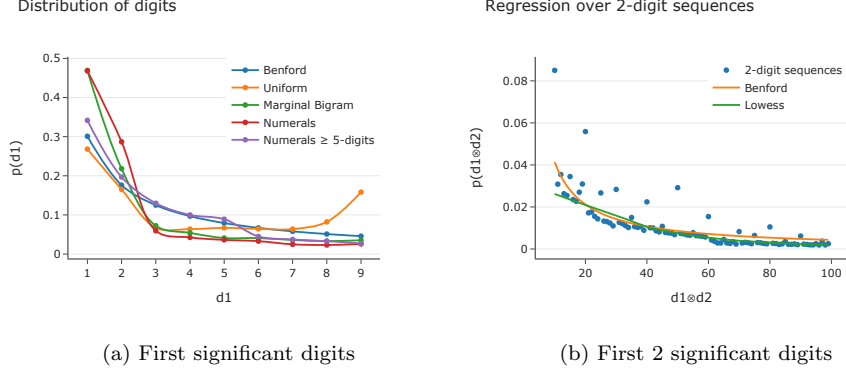 Distribution of digits
0.5
0.4
0.3
0.2
0.1
0
p(d1)
1 2 3 4 5 6 7 8 9
d1
Benford
Uniform
Marginal Bigram
Numerals
Numerals ≥ 5-digits
(a) First significant digits
Regression over 2-digit sequences
0.08
0.06
0.04
0.02
0
p(d1⊗d2)
20 40 60 80 100
d1⊗d2
2-digit sequences
Benford
Lowess
(b) First 2 significant digits